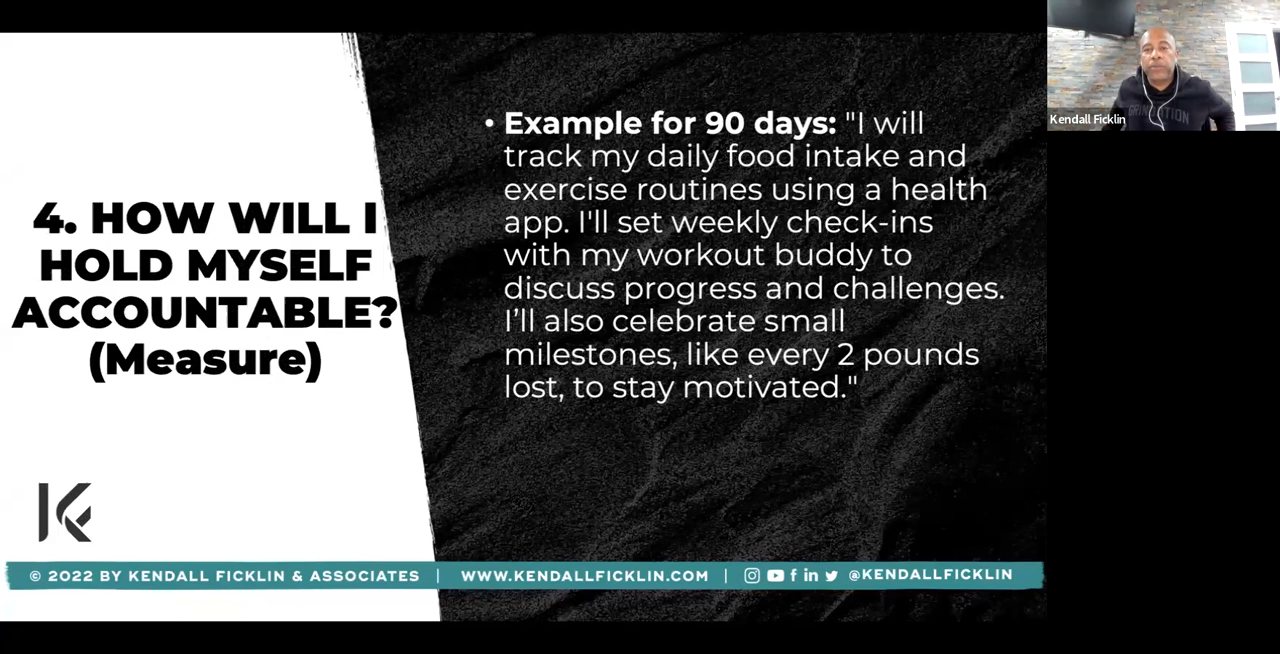 4. HOW WILL I
HOLD MYSELF
ACCOUNTABLE?
(Measure)
• Example for 90 days: "I will
track my daily food intake and
exercise routines using a health
app. I'll set weekly check-ins
with my workout buddy to
discuss progress and challenges.
I’ll also celebrate small
milestones, like every 2 pounds
lost, to stay motivated."
KF
© 2022 BY KENDALL FICKLIN & ASSOCIATES | WWW.KENDALLFICKLIN.COM | @KENDALLFICKLIN
Kendall Ficklin